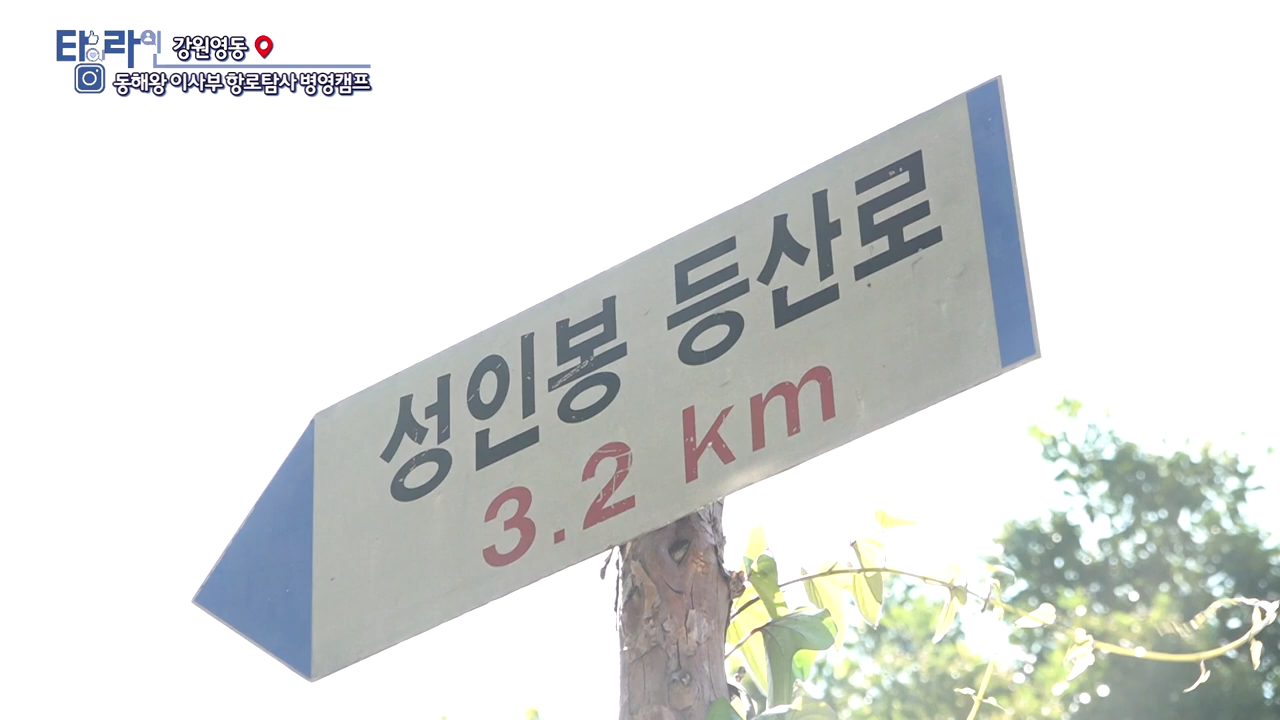 타라 강원영동
동해왕 이사부 항로탐사 병영캠프
성인봉 등산로
3.2 km